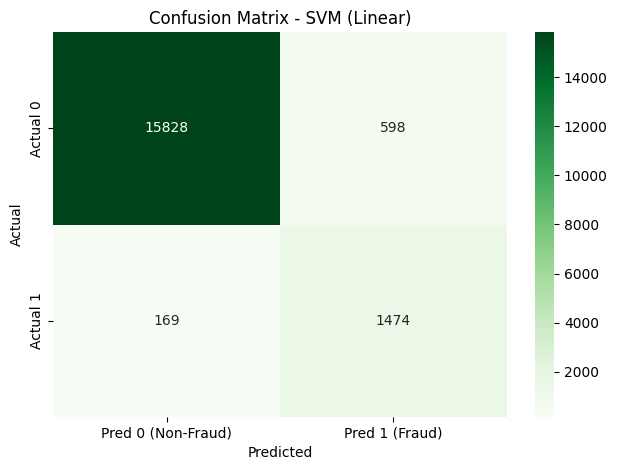 Confusion Matrix - SVM (Linear)
Actual
Actual 0
15828
598
Actual 1
169
1474
Pred 0 (Non-Fraud)
Pred 1 (Fraud)
Predicted
14000
12000
10000
8000
6000
4000
2000